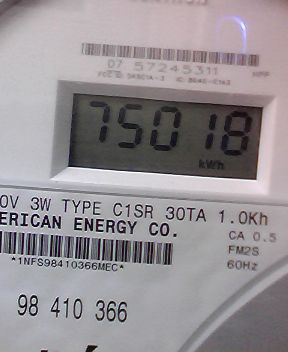 07 57245311
75018
kWh
0V 3W TYPE C1SR 30TA 1.0Kh
ERICAN ENERGY CO.
CA 0.5
FM2S
60Hz
*1NFS98410366MEC*
98 410 366